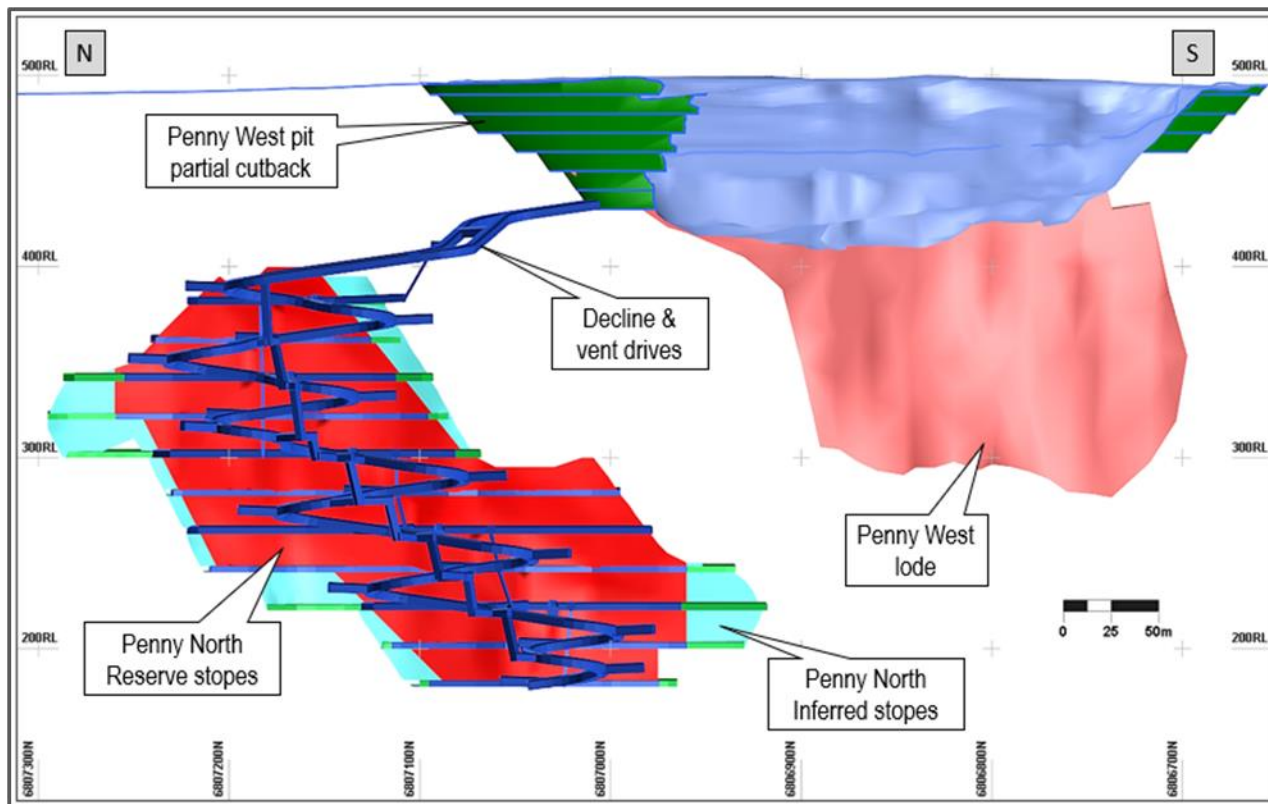 N
S
500RL
500RL
Penny West pit
partial cutback
400RL
400RL
Decline &
vent drives
300RL
300RL
Penny West
lode
Penny North
Reserve stopes
0 25 50m
200RL
200RL
Penny North
Inferred stopes
6807300N
6807200N
6807100N
6807000N
6806900N
6806800N
6806700N